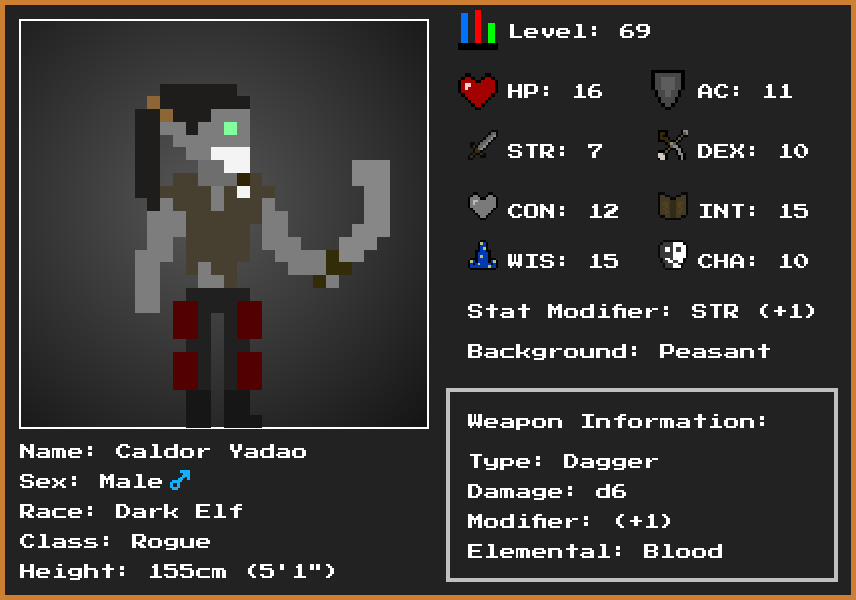 Level: 69
HP: 16 AC: 11
STR: 7 DEX: 10
CON: 12 INT: 15
WIS: 15 CHA: 10
Stat Modifier: STR (+1)
Background: Peasant
Weapon Information:
Type: Dagger
Damage: d6
Modifier: (+1)
Elemental: Blood
Name: Caldor Yadao
Sex: Male ♂
Race: Dark Elf
Class: Rogue
Height: 155cm (5'1")